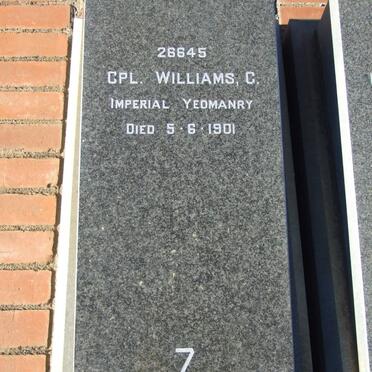 26645
CPL. WILLIAMS, C.
IMPERIAL YEOMANRY
DIED 5·6·1901
7